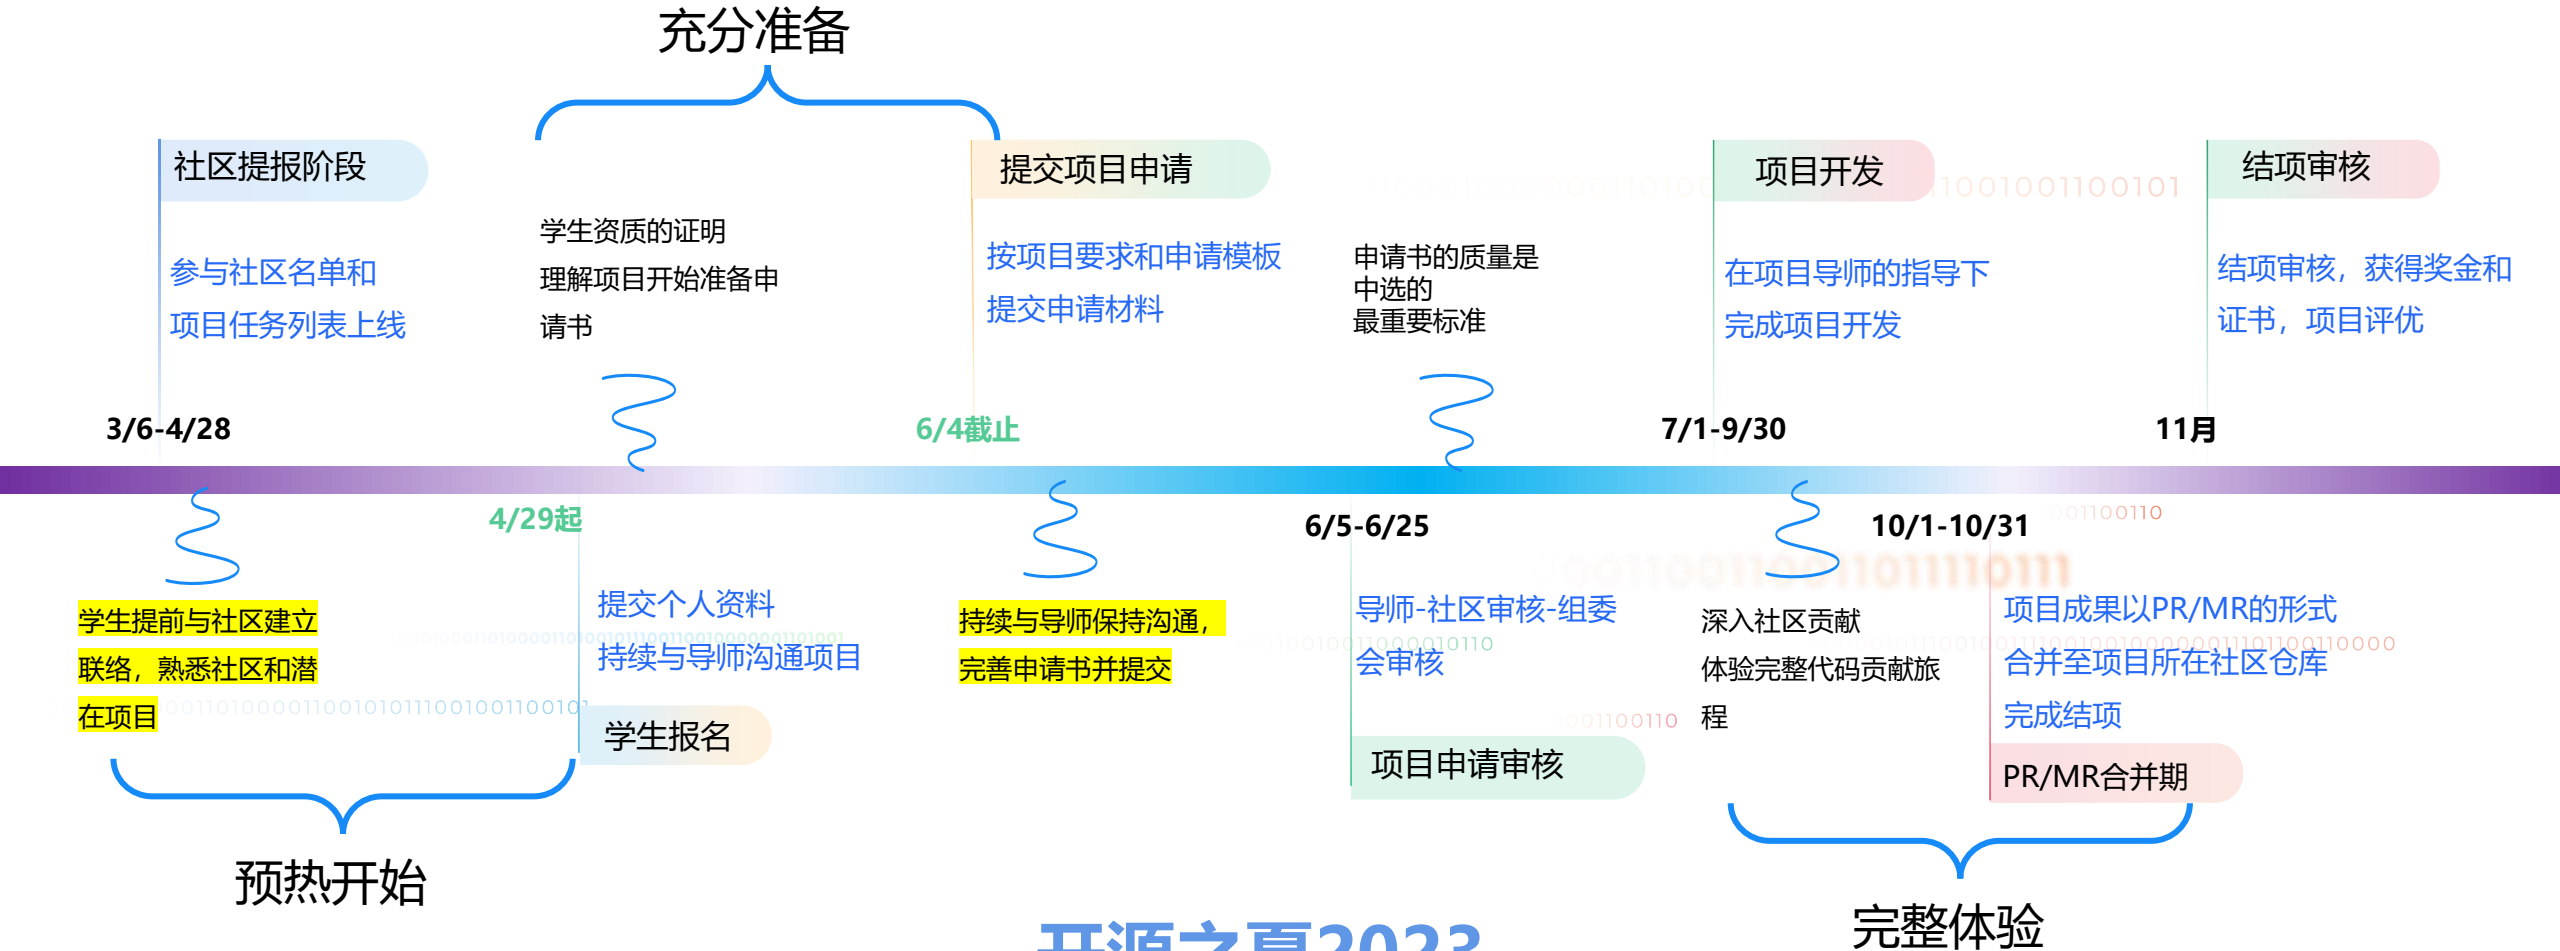 充分准备
社区提报阶段
参与社区名单和
项目任务列表上线
3/6-4/28
学生资质的证明
理解项目开始准备申
请书
提交项目申请
按项目要求和申请模板
提交申请材料
6/4截止
申请书的质量是
中选的
最重要标准
项目开发
在项目导师的指导下
完成项目开发
7/1-9/30
结项审核
结项审核，获得奖金和
证书，项目评优
11月
学生提前与社区建立
联络，熟悉社区和潜
在项目
4/29起
提交个人资料
持续与导师沟通项目
学生报名
持续与导师保持沟通，
完善申请书并提交
6/5-6/25
导师-社区审核-组委
会审核
项目申请审核
深入社区贡献
体验完整代码贡献旅
程
10/1-10/31
项目成果以PR/MR的形式
合并至项目所在社区仓库
完成结项
PR/MR合并期
预热开始
完整体验
开源之夏2023